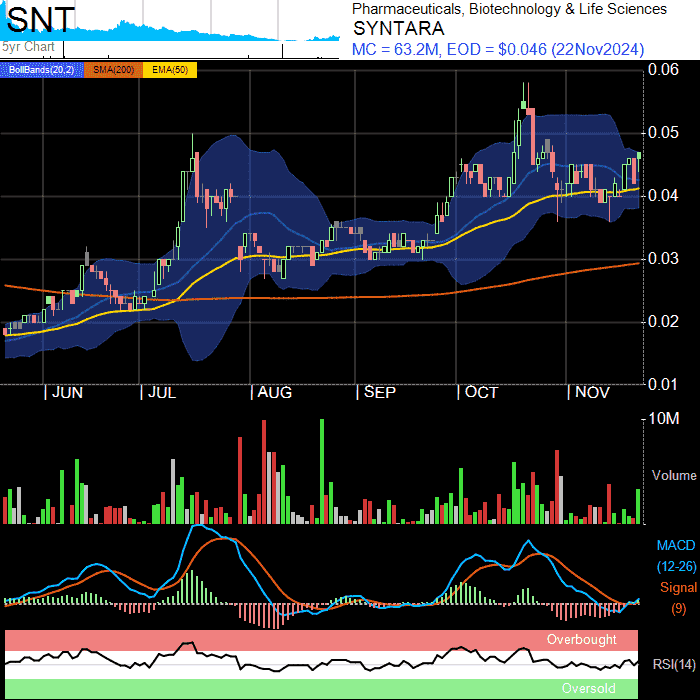 SNT
5yr Chart
Pharmaceuticals, Biotechnology & Life Sciences
SYNTARA
MC = 63.2M, EOD = $0.046 (22Nov2024)
BollBands(20,2) SMA(200) EMA(50)
0.06
0.05
0.04
0.03
0.02
0.01
| JUN | JUL | AUG | SEP | OCT | NOV
10M
Volume
MACD
(12-26)
Signal
(9)
Overbought
RSI(14)
Oversold